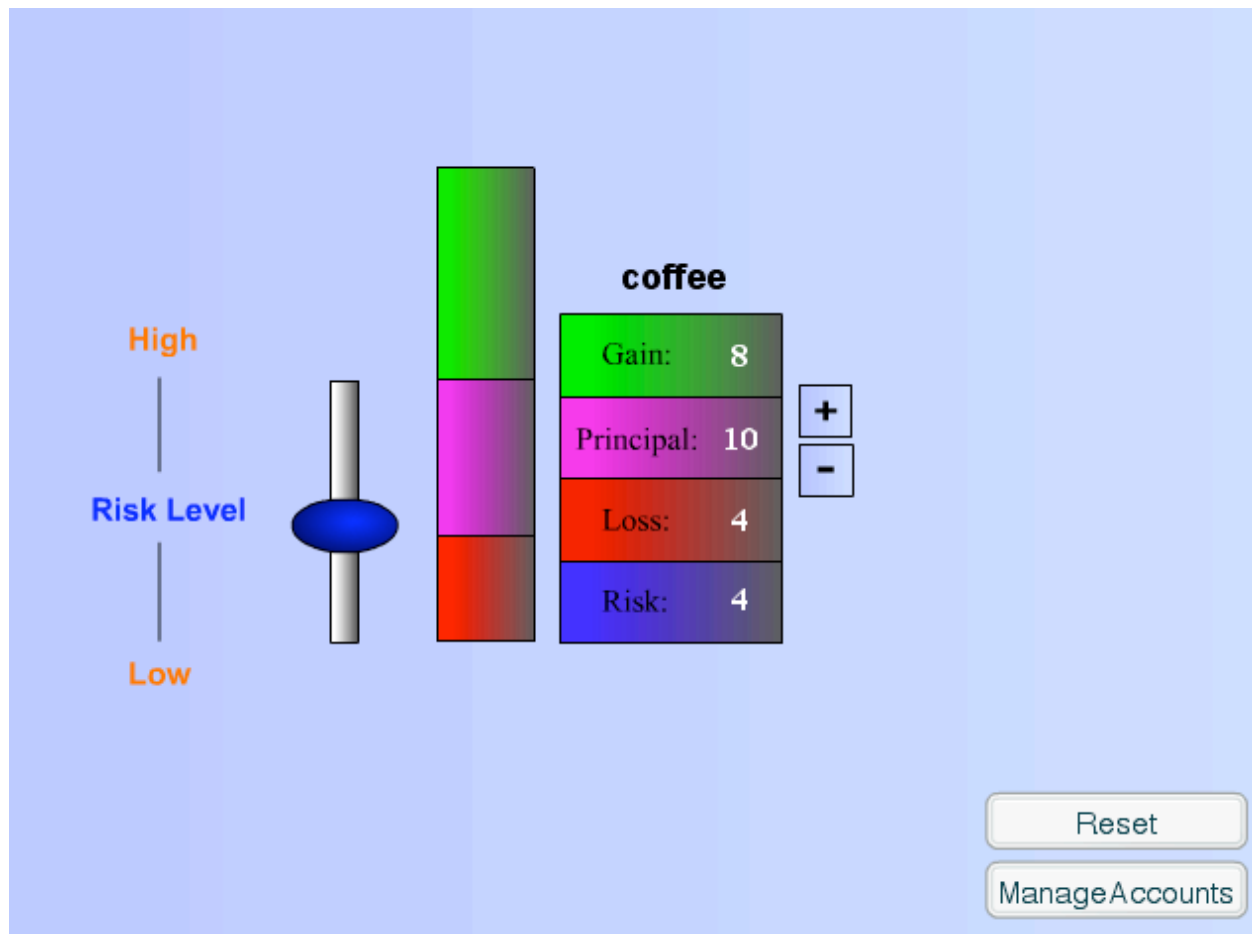 High
Risk Level
Low
coffee
Gain: 8
Principal: 10
Loss: 4
Risk: 4
+
-
Reset
ManageAccounts